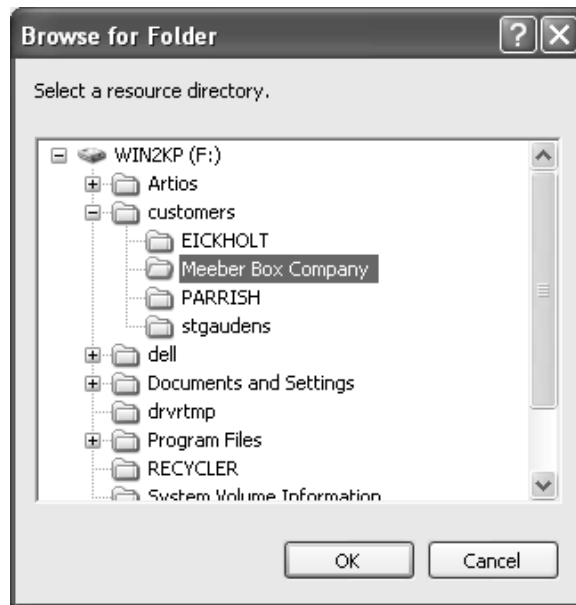 Browse for Folder
Select a resource directory.
WIN2KP (F:)
Artios
customers
EICKHOLT
Meeber Box Company
PARRISH
stgaudens
dell
Documents and Settings
drvrtmp
Program Files
RECYCLER
System Volume Information
OK Cancel